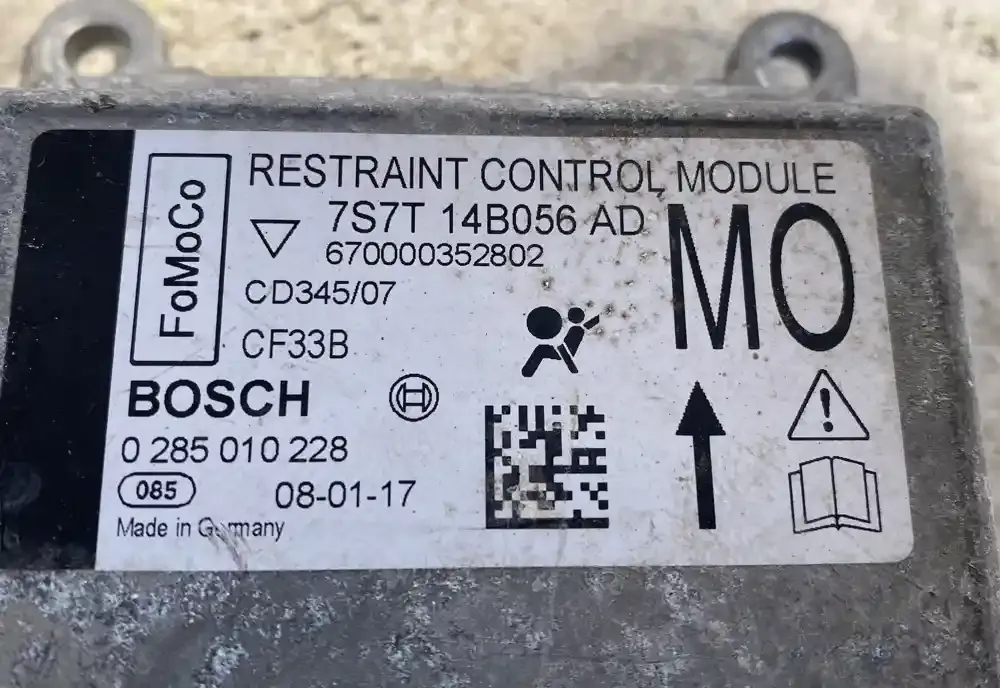 FoMoCo
RESTRAINT CONTROL MODULE
7S7T 14B056 AD
670000352802
MO
CD345/07
CF33B
BOSCH
0 285 010 228
085
08-01-17
Made in Germany